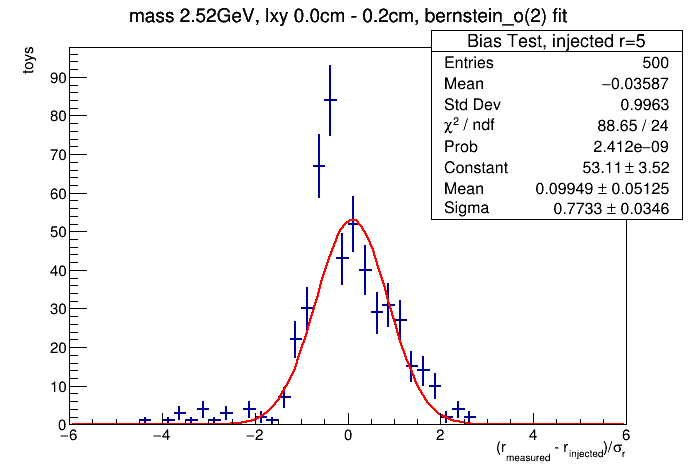 mass 2.52GeV, lxy 0.0cm - 0.2cm, bernstein_o(2) fit
toys
Bias Test, injected r=5
Entries 500
Mean −0.03587
Std Dev 0.9963
χ² / ndf 88.65 / 24
Prob 2.412e−09
Constant 53.11 ± 3.52
Mean 0.09949 ± 0.05125
Sigma 0.7733 ± 0.0346
90
80
70
60
50
40
30
20
10
0
−6 −4 −2 0 2 4 6
(r_measured - r_injected)/σ_r